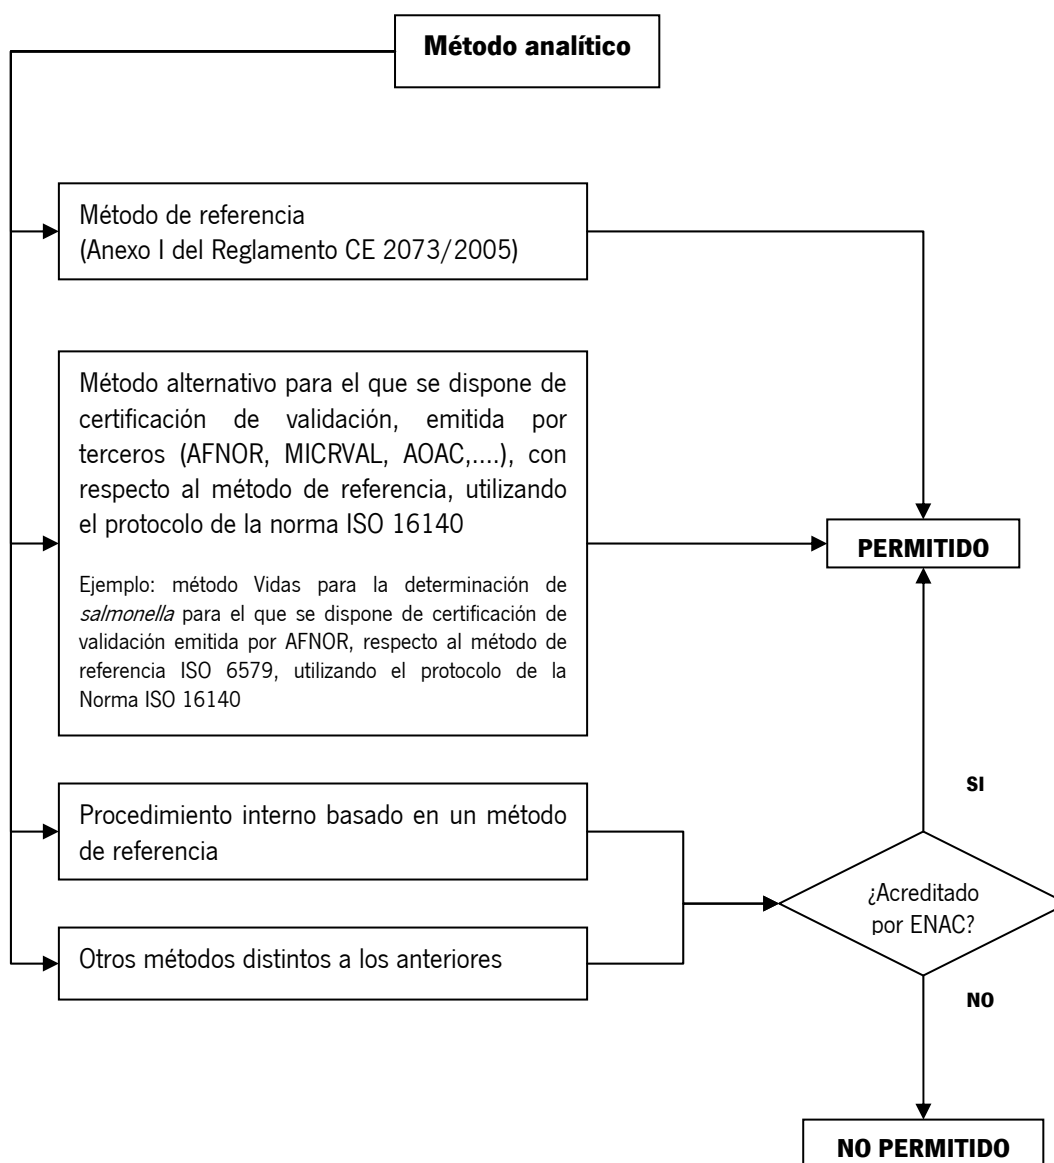 Método analítico
Método de referencia
(Anexo I del Reglamento CE 2073/2005)
Método alternativo para el que se dispone de
certificación de validación, emitida por
terceros (AFNOR, MICRVAL, AOAC,....), con
respecto al método de referencia, utilizando
el protocolo de la norma ISO 16140
Ejemplo: método Vidas para la determinación de
salmonella para el que se dispone de certificación de
validación emitida por AFNOR, respecto al método de
referencia ISO 6579, utilizando el protocolo de la
Norma ISO 16140
PERMITIDO
SI
Procedimiento interno basado en un método
de referencia
¿Acreditado
por ENAC?
Otros métodos distintos a los anteriores
NO
NO PERMITIDO